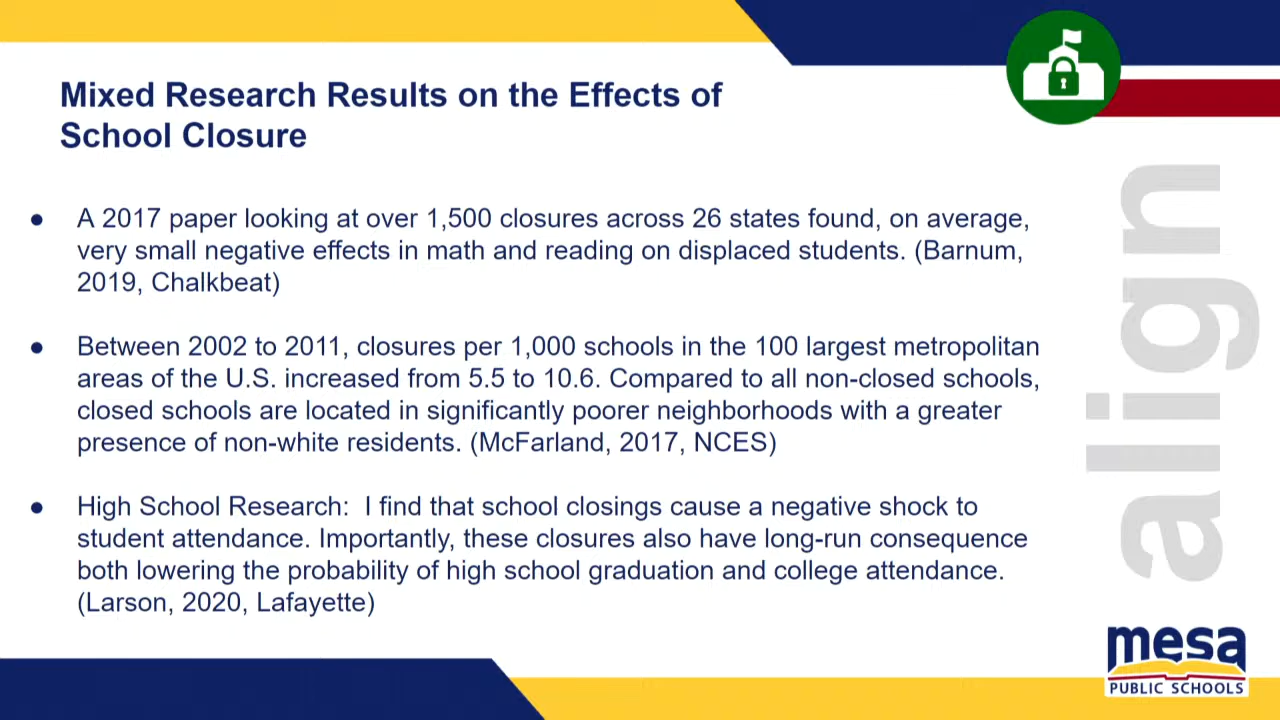 Mixed Research Results on the Effects of
School Closure
● A 2017 paper looking at over 1,500 closures across 26 states found, on average,
very small negative effects in math and reading on displaced students. (Barnum,
2019, Chalkbeat)
● Between 2002 to 2011, closures per 1,000 schools in the 100 largest metropolitan
areas of the U.S. increased from 5.5 to 10.6. Compared to all non-closed schools,
closed schools are located in significantly poorer neighborhoods with a greater
presence of non-white residents. (McFarland, 2017, NCES)
● High School Research:  I find that school closings cause a negative shock to
student attendance. Importantly, these closures also have long-run consequence
both lowering the probability of high school graduation and college attendance.
(Larson, 2020, Lafayette)
align
mesa
PUBLIC SCHOOLS